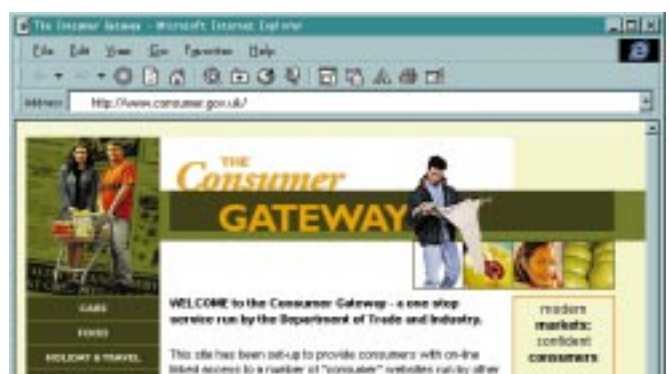 The Consumer Gateway - Microsoft Internet Explorer
File Edit View Go Favorites Help
Address http://www.consumer.gov.uk/
THE
Consumer
GATEWAY
CARS
FOOD
HOLIDAY & TRAVEL
WELCOME to the Consumer Gateway - a one stop
service run by the Department of Trade and Industry.
This site has been set-up to provide consumers with on-line
linked access to a number of "consumer" websites run by other
modern
markets:
confident
consumers